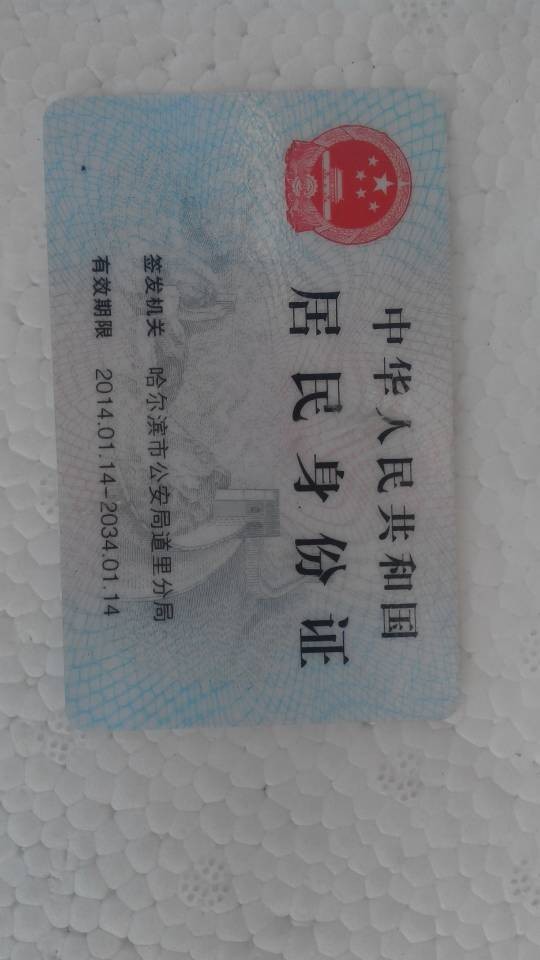 中华人民共和国
居民身份证
签发机关 哈尔滨市公安局道里分局
有效期限 2014.01.14-2034.01.14